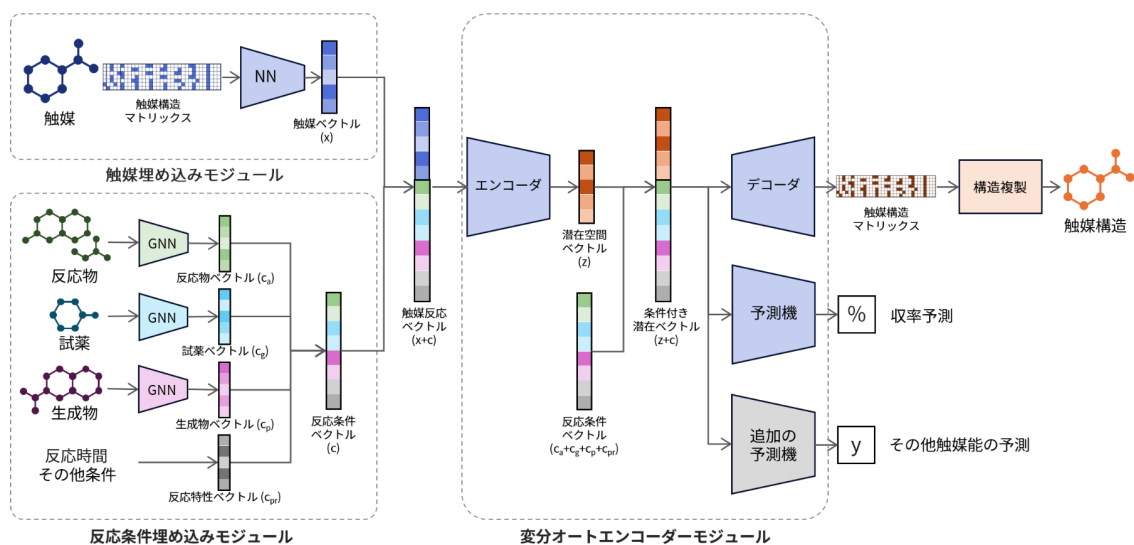 触媒
触媒構造
マトリックス
NN
触媒ベクトル
(x)
触媒埋め込みモジュール
反応物
GNN
反応物ベクトル (cₐ)
試薬
GNN
試薬ベクトル (c_g)
生成物
GNN
生成物ベクトル (cₚ)
反応時間
その他条件
反応特性ベクトル (cₚᵣ)
反応条件
ベクトル
(c)
反応条件埋め込みモジュール
触媒反応
ベクトル
(x+c)
エンコーダ
潜在空間
ベクトル
(z)
反応条件
ベクトル
(cₐ+c_g+cₚ+cₚᵣ)
条件付き
潜在ベクトル
(z+c)
デコーダ
予測機
追加の
予測機
変分オートエンコーダーモジュール
触媒構造
マトリックス
構造複製
触媒構造
%
収率予測
y
その他触媒能の予測